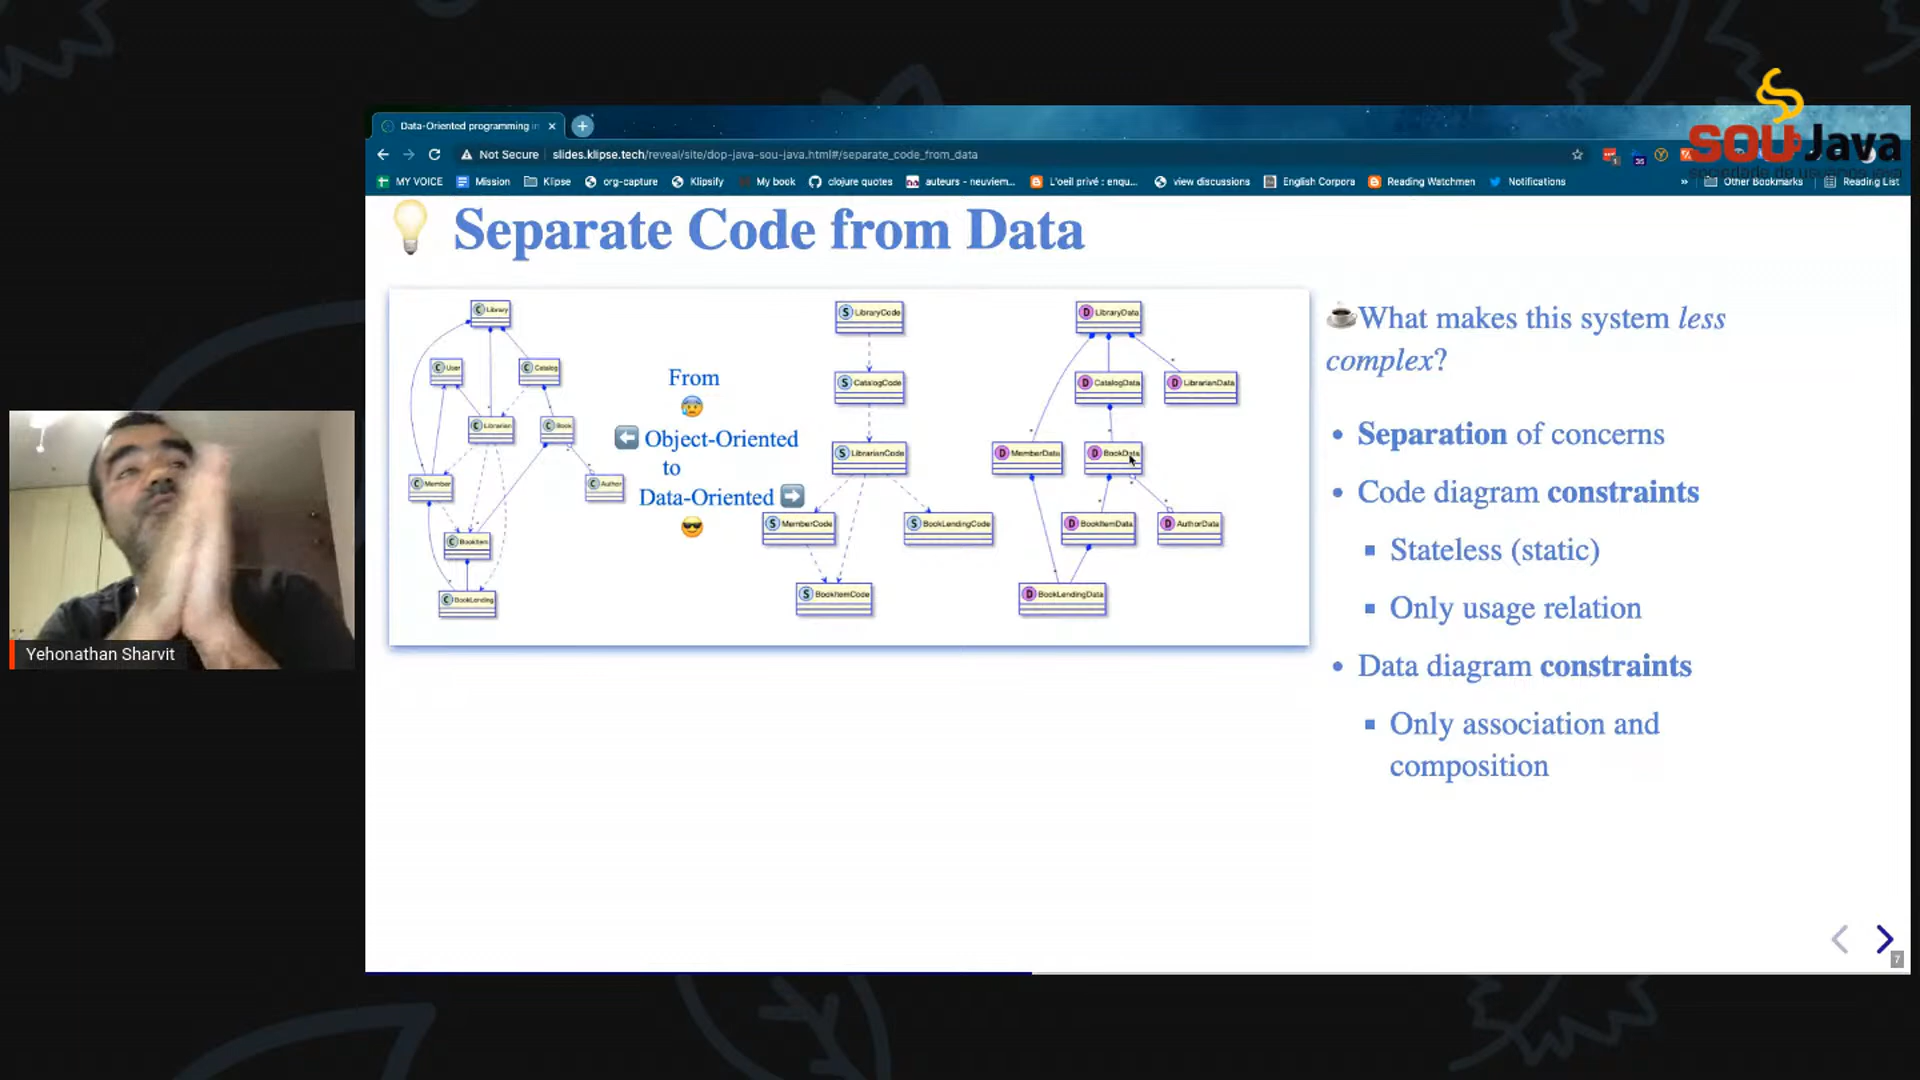 SOUJava
sociedade de usuários java
Data-Oriented programming in
Not Secure
slides.klipse.tech/reveal/site/dop-java-sou-java.html#/separate_code_from_data
MY VOICE
Mission
Klipse
org-capture
Klipsify
My book
clojure quotes
auteurs - neuviem...
L'oeil privé : enqu...
view discussions
English Corpora
Reading Watchmen
Notifications
»
Other Bookmarks
Reading List
Separate Code from Data
C Library
C User
C Catalog
C Librarian
C Book
C Member
C Author
C BookItem
C BookLending
From
Object-Oriented
to
Data-Oriented
S LibraryCode
S CatalogCode
S LibrarianCode
S MemberCode
S BookLendingCode
S BookItemCode
D LibraryData
D CatalogData
D LibrarianData
D MemberData
D BookData
D BookItemData
D AuthorData
D BookLendingData
What makes this system less
complex?
• Separation of concerns
• Code diagram constraints
▪ Stateless (static)
▪ Only usage relation
• Data diagram constraints
▪ Only association and
composition
7
Yehonathan Sharvit